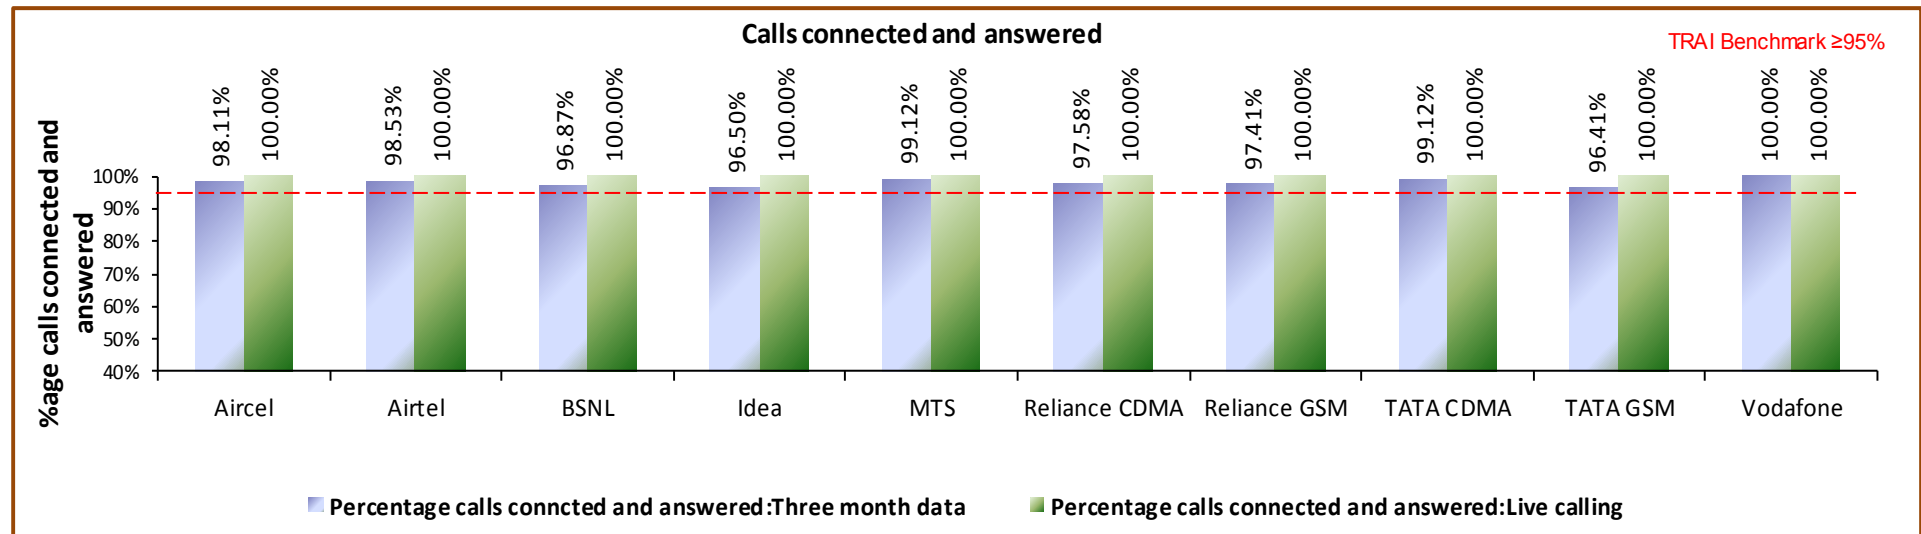 Calls connected and answered
TRAI Benchmark ≥95%
98.11%
100.00%
98.53%
100.00%
96.87%
100.00%
96.50%
100.00%
99.12%
100.00%
97.58%
100.00%
97.41%
100.00%
99.12%
100.00%
96.41%
100.00%
100.00%
100.00%
%age calls connected and
answered
100%
90%
80%
70%
60%
50%
40%
Aircel
Airtel
BSNL
Idea
MTS
Reliance CDMA
Reliance GSM
TATA CDMA
TATA GSM
Vodafone
Percentage calls conncted and answered:Three month data
Percentage calls connected and answered:Live calling